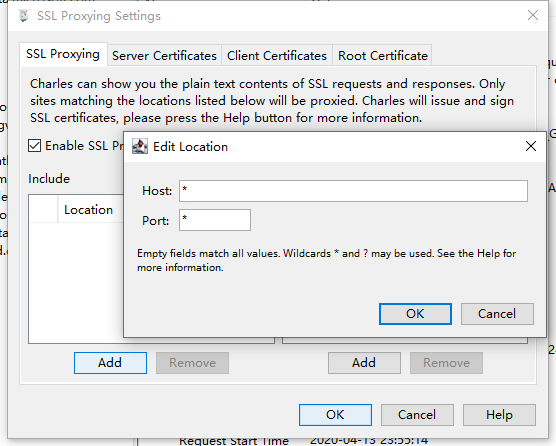 SSL Proxying Settings
SSL Proxying Server Certificates Client Certificates Root Certificate
Charles can show you the plain text contents of SSL requests and responses. Only
sites matching the locations listed below will be proxied. Charles will issue and sign
SSL certificates, please press the Help button for more information.
Enable SSL
Edit Location
Host: *
Port: *
Empty fields match all values. Wildcards * and ? may be used. See the Help for
more information.
OK Cancel
Include
Location
Add Remove Add Remove
OK Cancel Help
Request Start Time 2020-04-13 23:55:14